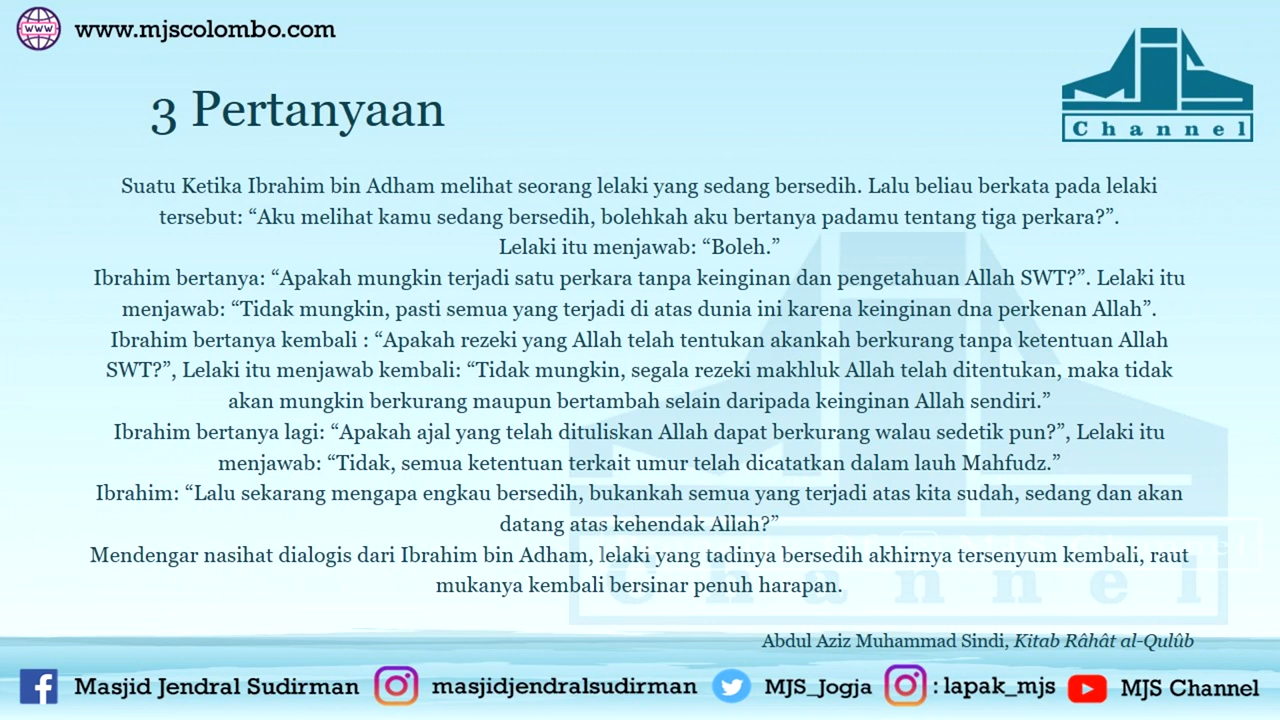 www.mjscolombo.com
MJS
Channel
3 Pertanyaan
Suatu Ketika Ibrahim bin Adham melihat seorang lelaki yang sedang bersedih. Lalu beliau berkata pada lelaki
tersebut: “Aku melihat kamu sedang bersedih, bolehkah aku bertanya padamu tentang tiga perkara?”.
Lelaki itu menjawab: “Boleh.”
Ibrahim bertanya: “Apakah mungkin terjadi satu perkara tanpa keinginan dan pengetahuan Allah SWT?”. Lelaki itu
menjawab: “Tidak mungkin, pasti semua yang terjadi di atas dunia ini karena keinginan dna perkenan Allah”.
Ibrahim bertanya kembali : “Apakah rezeki yang Allah telah tentukan akankah berkurang tanpa ketentuan Allah
SWT?”, Lelaki itu menjawab kembali: “Tidak mungkin, segala rezeki makhluk Allah telah ditentukan, maka tidak
akan mungkin berkurang maupun bertambah selain daripada keinginan Allah sendiri.”
Ibrahim bertanya lagi: “Apakah ajal yang telah dituliskan Allah dapat berkurang walau sedetik pun?”, Lelaki itu
menjawab: “Tidak, semua ketentuan terkait umur telah dicatatkan dalam lauh Mahfudz.”
Ibrahim: “Lalu sekarang mengapa engkau bersedih, bukankah semua yang terjadi atas kita sudah, sedang dan akan
datang atas kehendak Allah?”
Mendengar nasihat dialogis dari Ibrahim bin Adham, lelaki yang tadinya bersedih akhirnya tersenyum kembali, raut
mukanya kembali bersinar penuh harapan.
Channel
Abdul Aziz Muhammad Sindi, Kitab Râhât al-Qulûb
Masjid Jendral Sudirman masjidjendralsudirman MJS_Jogja : lapak_mjs MJS Channel